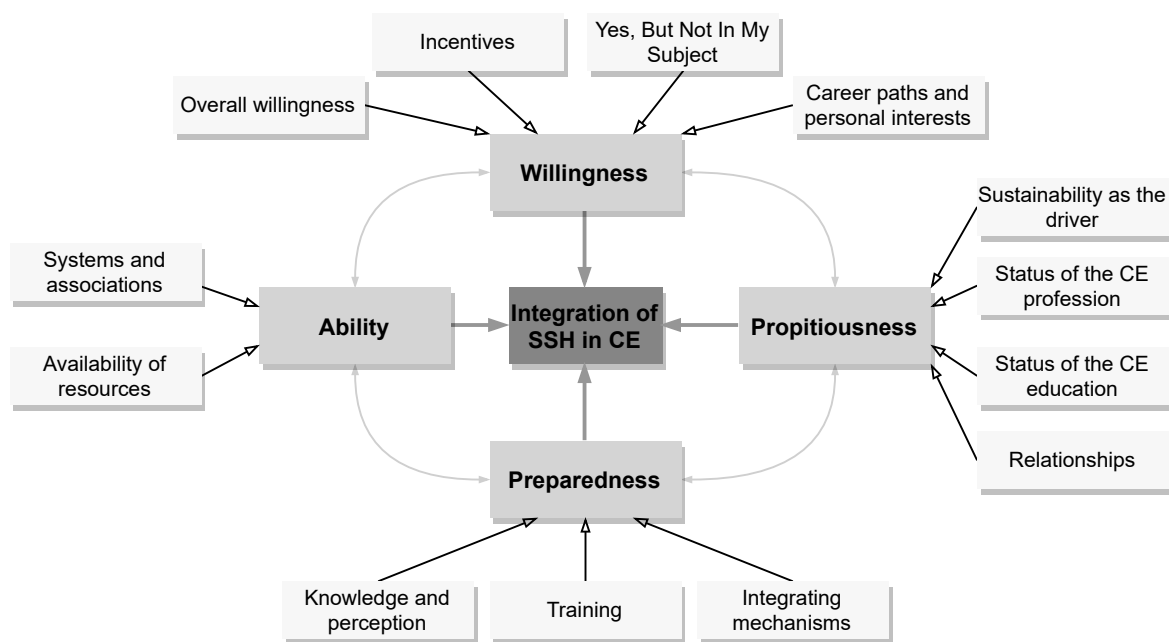 Incentives
Yes, But Not In My
Subject
Overall willingness
Career paths and
personal interests
Willingness
Sustainability as the
driver
Systems and
associations
Status of the CE
profession
Ability
Integration of
SSH in CE
Propitiousness
Availability of
resources
Status of the CE
education
Relationships
Preparedness
Knowledge and
perception
Training
Integrating
mechanisms